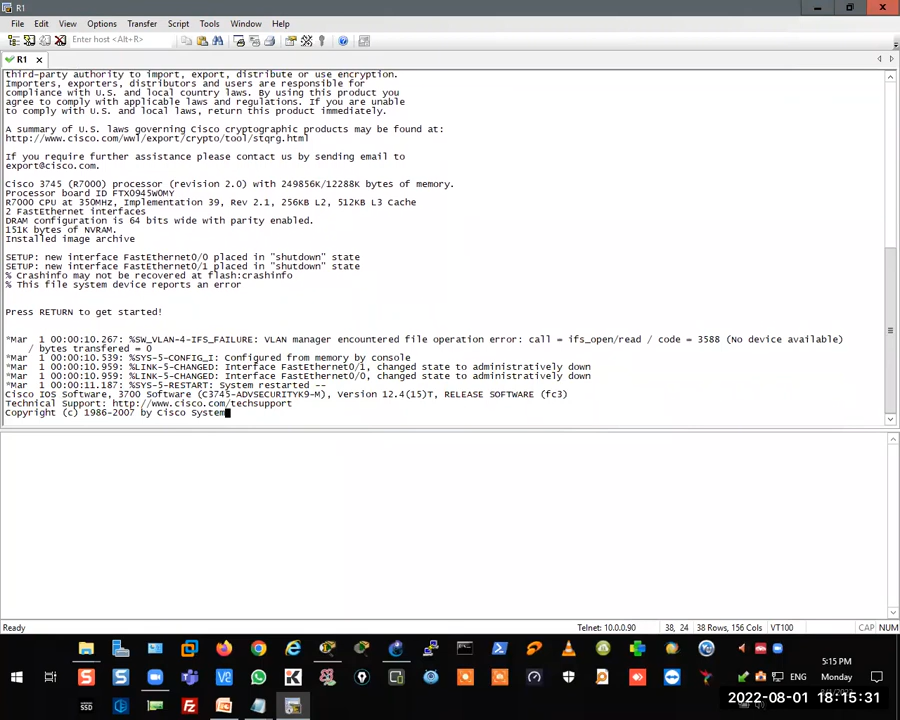 R1
File Edit View Options Transfer Script Tools Window Help
Enter host <Alt+R>
R1
third-party authority to import, export, distribute or use encryption.
Importers, exporters, distributors and users are responsible for
compliance with U.S. and local country laws. By using this product you
agree to comply with applicable laws and regulations. If you are unable
to comply with U.S. and local laws, return this product immediately.
A summary of U.S. laws governing Cisco cryptographic products may be found at:
http://www.cisco.com/wwl/export/crypto/tool/stqrg.html
If you require further assistance please contact us by sending email to
export@cisco.com.
Cisco 3745 (R7000) processor (revision 2.0) with 249856K/12288K bytes of memory.
Processor board ID FTX0945W0MY
R7000 CPU at 350MHz, Implementation 39, Rev 2.1, 256KB L2, 512KB L3 Cache
2 FastEthernet interfaces
DRAM configuration is 64 bits wide with parity enabled.
151K bytes of NVRAM.
Installed image archive
SETUP: new interface FastEthernet0/0 placed in "shutdown" state
SETUP: new interface FastEthernet0/1 placed in "shutdown" state
% Crashinfo may not be recovered at flash:crashinfo
% This file system device reports an error
Press RETURN to get started!
*Mar 1 00:00:10.267: %SW_VLAN-4-IFS_FAILURE: VLAN manager encountered file operation error: call = ifs_open/read / code = 3588 (No device available)
/ bytes transfered = 0
*Mar 1 00:00:10.539: %SYS-5-CONFIG_I: Configured from memory by console
*Mar 1 00:00:10.959: %LINK-5-CHANGED: Interface FastEthernet0/1, changed state to administratively down
*Mar 1 00:00:10.959: %LINK-5-CHANGED: Interface FastEthernet0/0, changed state to administratively down
*Mar 1 00:00:11.187: %SYS-5-RESTART: System restarted --
Cisco IOS Software, 3700 Software (C3745-ADVSECURITYK9-M), Version 12.4(15)T, RELEASE SOFTWARE (fc3)
Technical Support: http://www.cisco.com/techsupport
Copyright (c) 1986-2007 by Cisco System
Ready Telnet: 10.0.0.90 38, 24 38 Rows, 156 Cols VT100 CAP NUM
5:15 PM
ENG Monday
2022-08-01 18:15:31
SSD